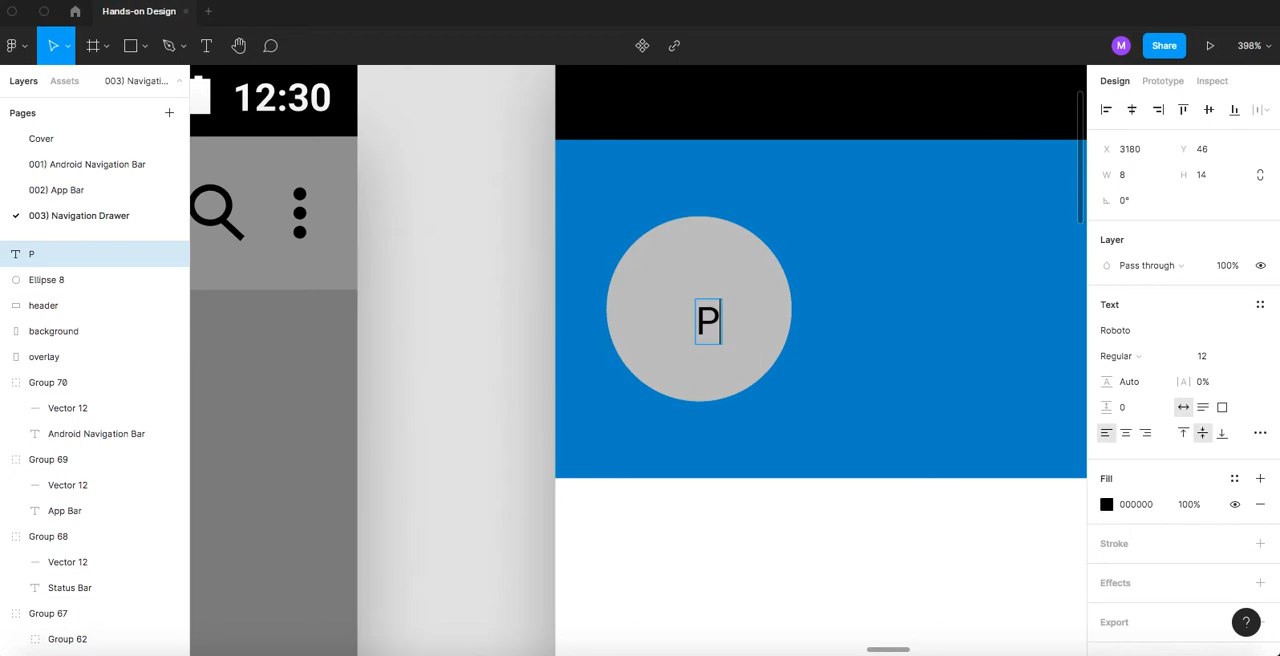 Hands-on Design
Share
398%
M
Layers
Assets
003) Navigati...
Pages
Cover
001) Android Navigation Bar
002) App Bar
003) Navigation Drawer
P
Ellipse 8
header
background
overlay
Group 70
Vector 12
Android Navigation Bar
Group 69
Vector 12
App Bar
Group 68
Vector 12
Status Bar
Group 67
Group 62
12:30
P
Design
Prototype
Inspect
X 3180 Y 46
W 8 H 14
0°
Layer
Pass through 100%
Text
Roboto
Regular 12
A Auto |A| 0%
0
Fill
000000 100%
Stroke
Effects
Export
?